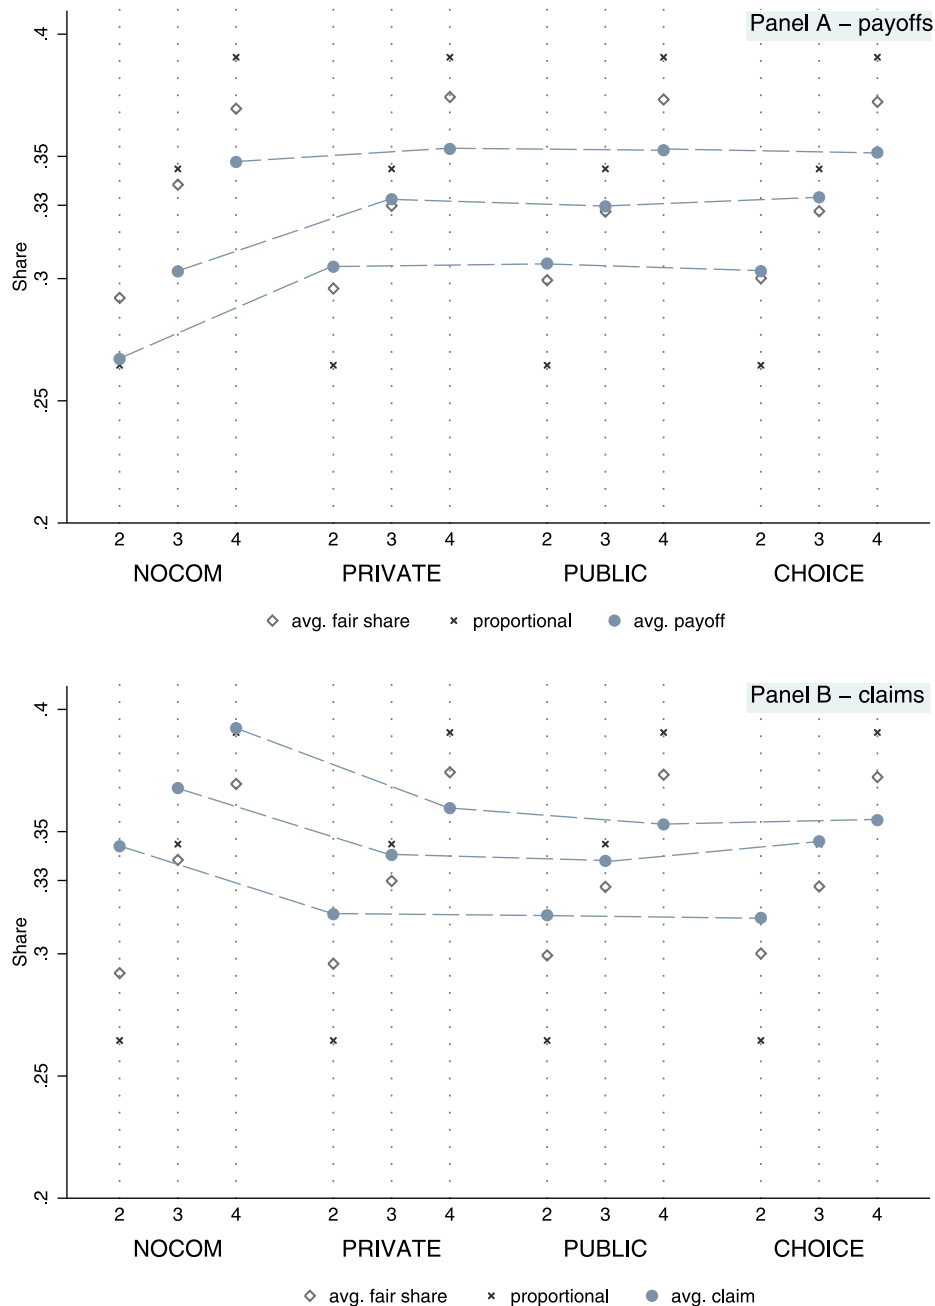 Panel A – payoffs
.4
.35
.33
.3
.25
.2
Share
2 3 4 2 3 4 2 3 4 2 3 4
NOCOM PRIVATE PUBLIC CHOICE
avg. fair share proportional avg. payoff
Panel B – claims
.4
.35
.33
.3
.25
.2
Share
2 3 4 2 3 4 2 3 4 2 3 4
NOCOM PRIVATE PUBLIC CHOICE
avg. fair share proportional avg. claim